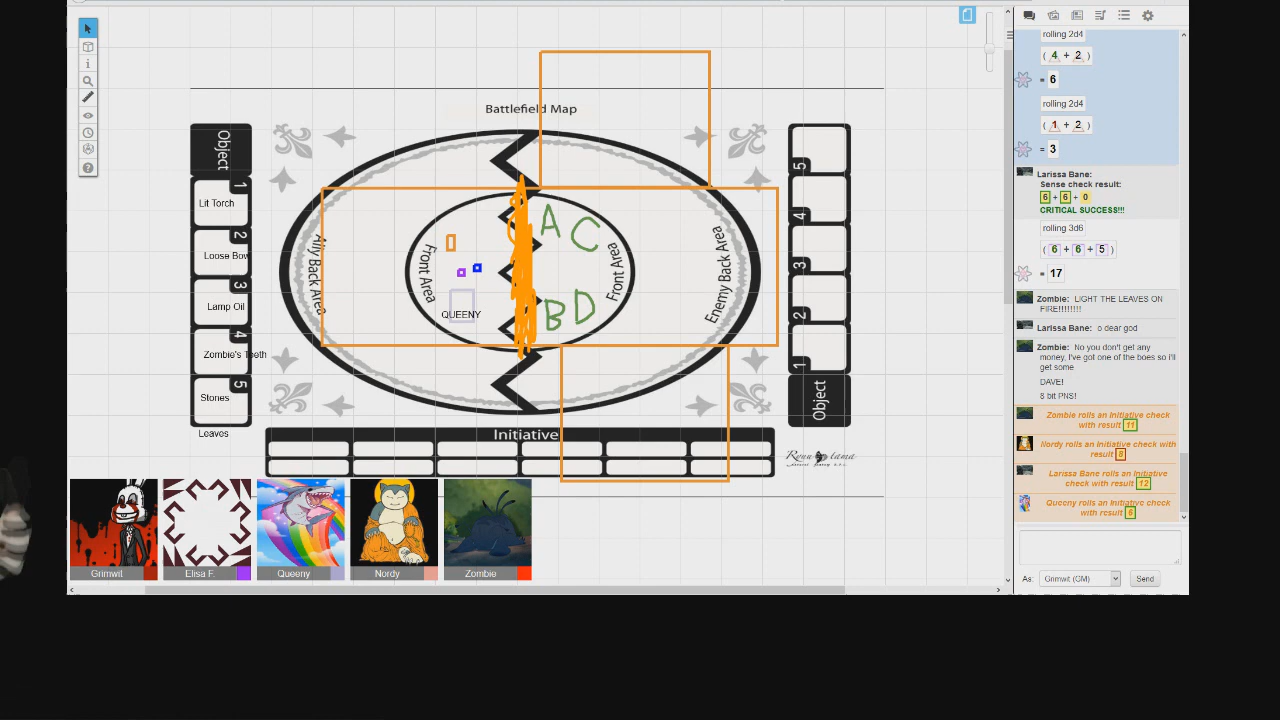 Battlefield Map
Object
1
Lit Torch
2
Loose Bow
3
Lamp Oil
4
Zombie's Teeth
5
Stones
Leaves
Ally Back Area
Front Area
QUEENY
A C
B D
Front Area
Enemy Back Area
5
4
3
2
1
Object
Initiative
Grimwit
Elisa F.
Queeny
Nordy
Zombie
rolling 2d4
( 4 + 2 )
= 6
rolling 2d4
( 1 + 2 )
= 3
Larissa Bane:
Sense check result:
6 + 6 + 0
CRITICAL SUCCESS!!!
rolling 3d6
( 6 + 6 + 5 )
= 17
Zombie: LIGHT THE LEAVES ON
FIRE!!!!!!!!
Larissa Bane: o dear god
Zombie: No you don't get any
money, I've got one of the boes so i'll
get some
DAVE!
8 bit PNS!
Zombie rolls an Initiative check
with result 11
Nordy rolls an Initiative check with
result 8
Larissa Bane rolls an Initiative
check with result 12
Queeny rolls an Initiative check
with result 6
As: Grimwit (GM) Send